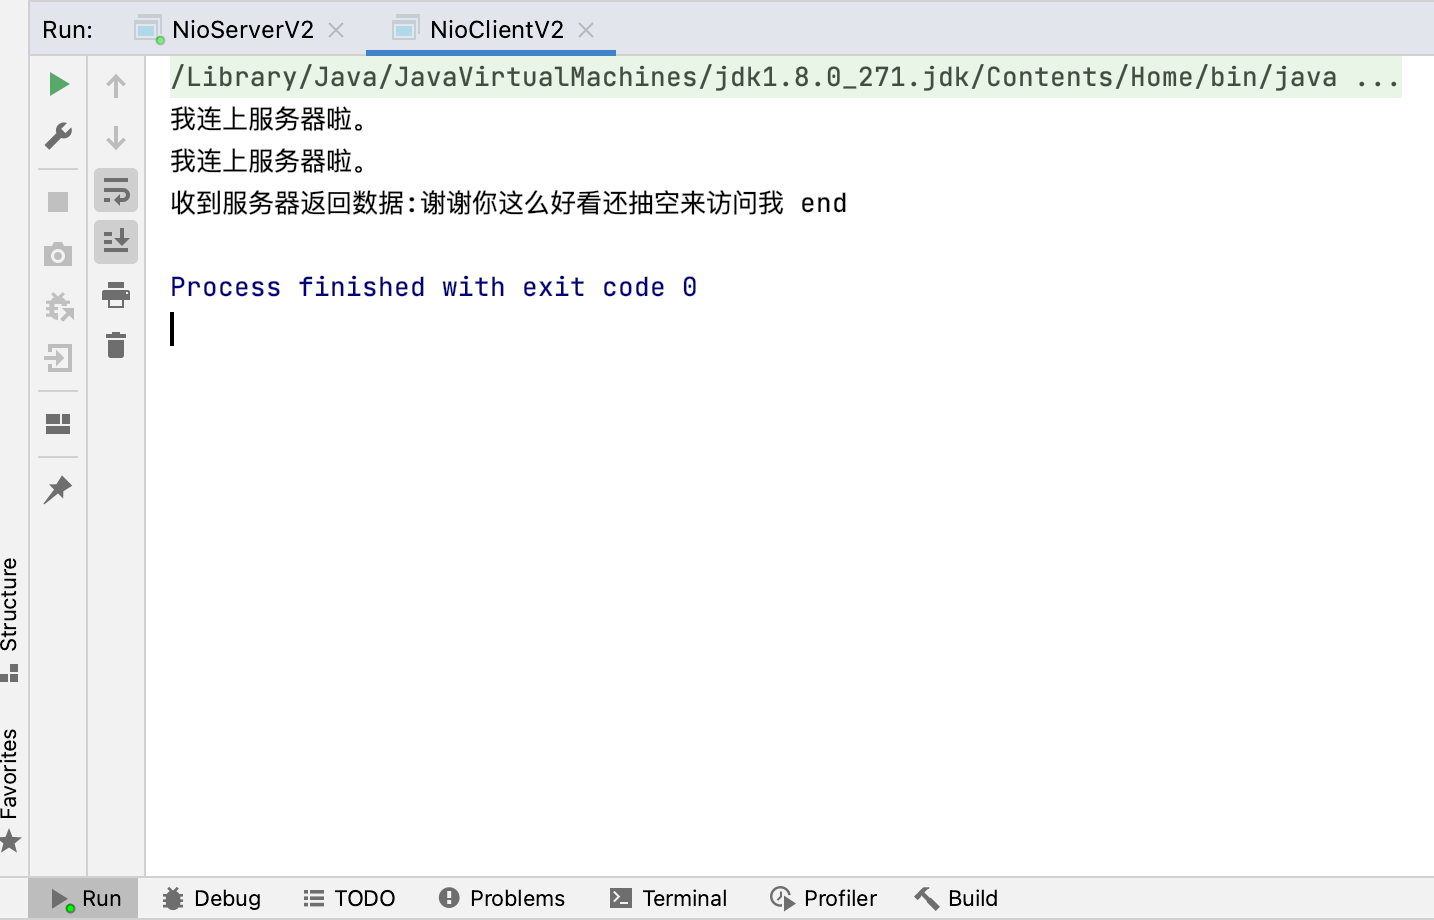 Run:
NioServerV2
NioClientV2
/Library/Java/JavaVirtualMachines/jdk1.8.0_271.jdk/Contents/Home/bin/java ...
我连上服务器啦。
我连上服务器啦。
收到服务器返回数据:谢谢你这么好看还抽空来访问我 end
Process finished with exit code 0
Structure
Favorites
Run
Debug
TODO
Problems
Terminal
Profiler
Build